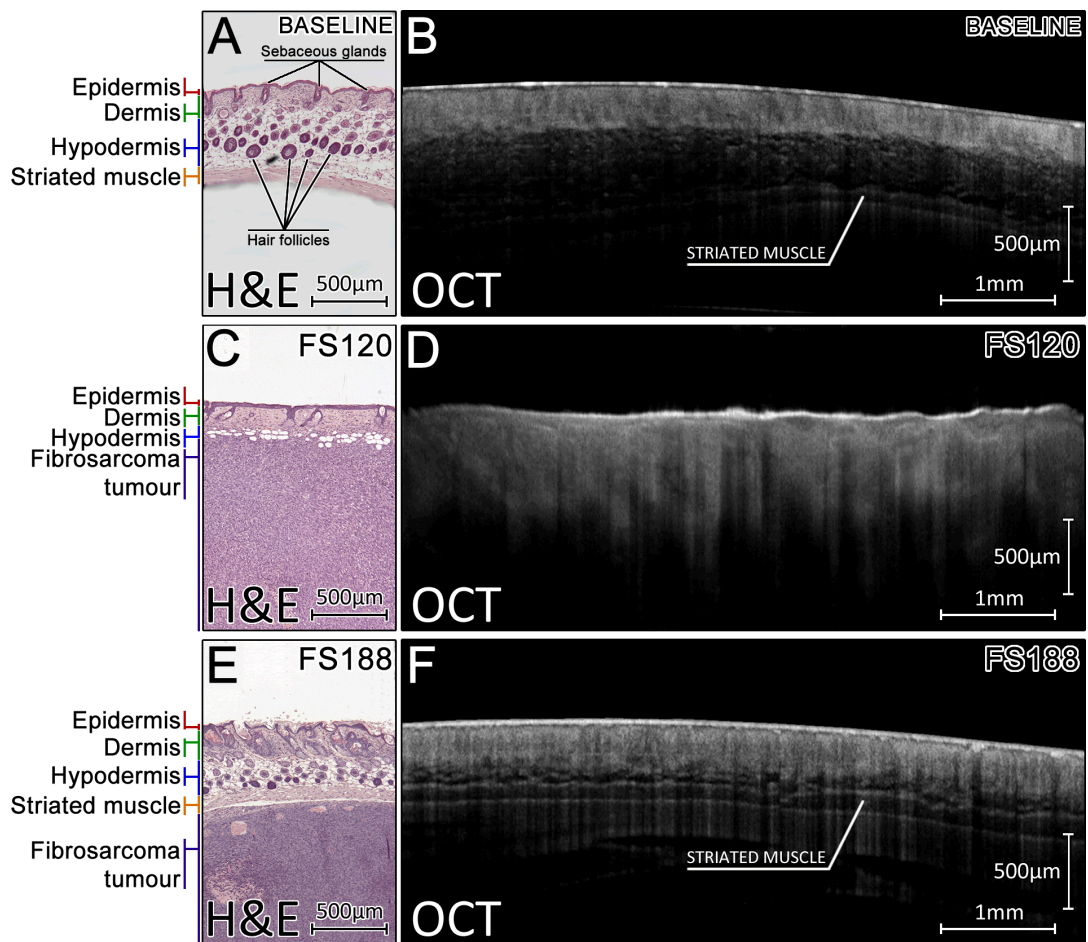 A
BASELINE
Sebaceous glands
Epidermis
Dermis
Hypodermis
Striated muscle
Hair follicles
H&E
500µm
B
BASELINE
STRIATED MUSCLE
500µm
1mm
OCT
C
FS120
Epidermis
Dermis
Hypodermis
Fibrosarcoma
tumour
H&E
500µm
D
FS120
500µm
1mm
OCT
E
FS188
Epidermis
Dermis
Hypodermis
Striated muscle
Fibrosarcoma
tumour
H&E
500µm
F
FS188
STRIATED MUSCLE
500µm
1mm
OCT